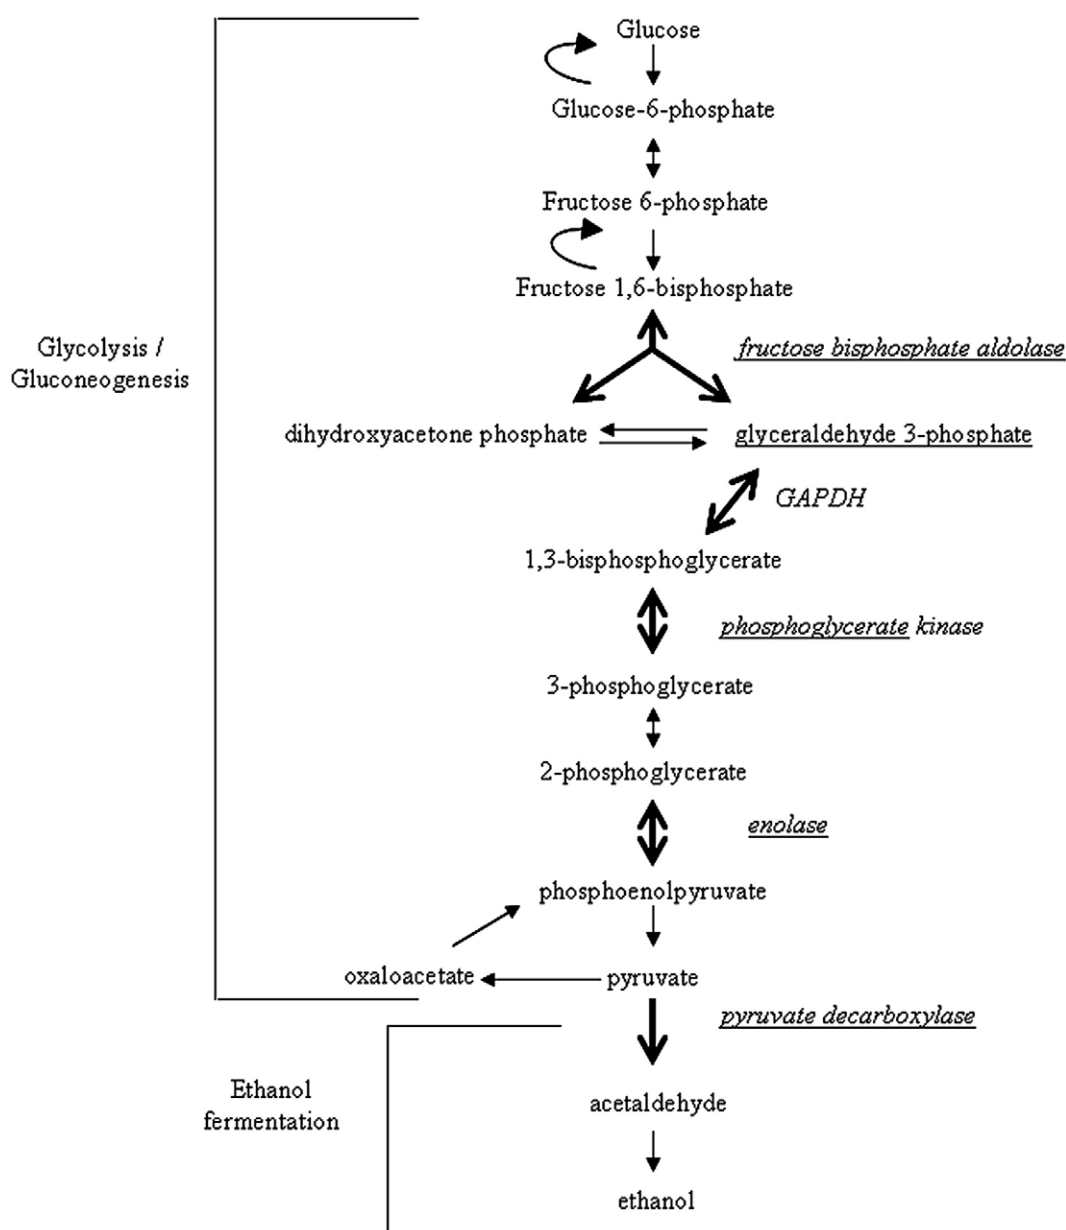 Glucose
Glucose-6-phosphate
Fructose 6-phosphate
Fructose 1,6-bisphosphate
Glycolysis /
Gluconeogenesis
fructose bisphosphate aldolase
dihydroxyacetone phosphate
glyceraldehyde 3-phosphate
GAPDH
1,3-bisphosphoglycerate
phosphoglycerate kinase
3-phosphoglycerate
2-phosphoglycerate
enolase
phosphoenolpyruvate
oxaloacetate
pyruvate
pyruvate decarboxylase
Ethanol
fermentation
acetaldehyde
ethanol